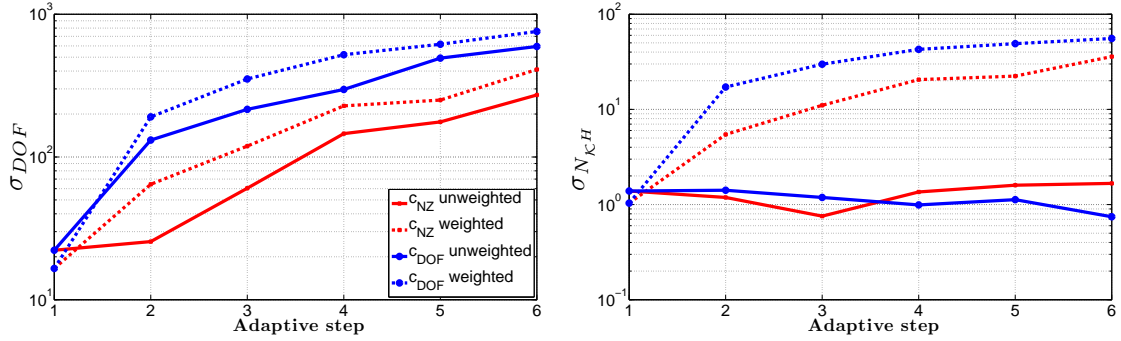 10^3
10^2
10^1
σ_DOF
1 2 3 4 5 6
Adaptive step
c_NZ unweighted
c_NZ weighted
c_DOF unweighted
c_DOF weighted
10^2
10^1
10^0
10^-1
σ_{N_{𝒦^H}}
1 2 3 4 5 6
Adaptive step